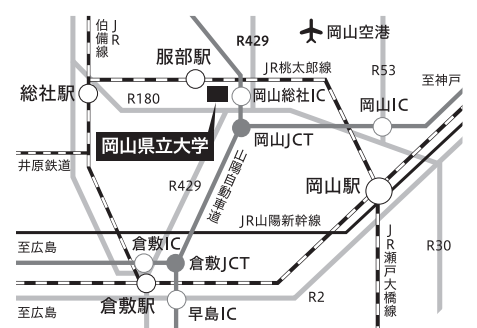 JR伯備線
服部駅
R429
岡山空港
JR桃太郎線
R53
至神戸
総社駅
R180
岡山総社IC
岡山IC
岡山県立大学
岡山JCT
井原鉄道
山陽自動車道
R429
岡山駅
JR山陽新幹線
至広島
倉敷IC
倉敷JCT
JR瀬戸大橋線
R30
倉敷駅
R2
至広島
早島IC